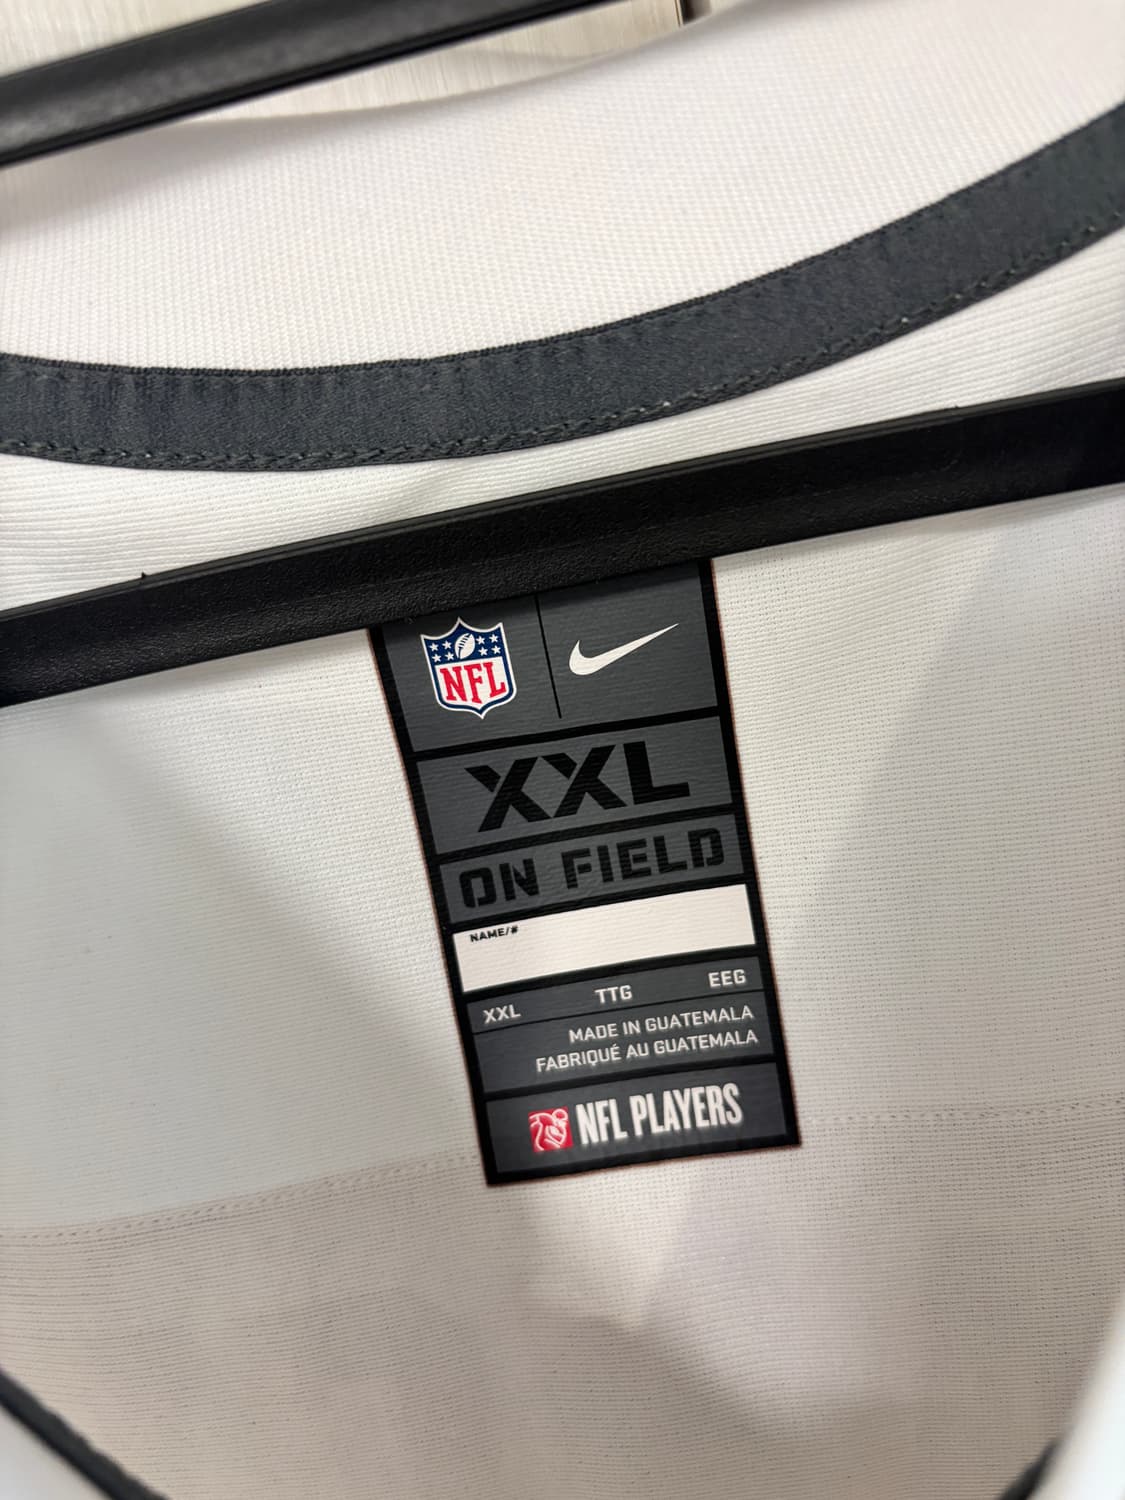 NFL
XXL
ON FIELD
NAME/#
XXL TTG EEG
MADE IN GUATEMALA
FABRIQUÉ AU GUATEMALA
NFL PLAYERS